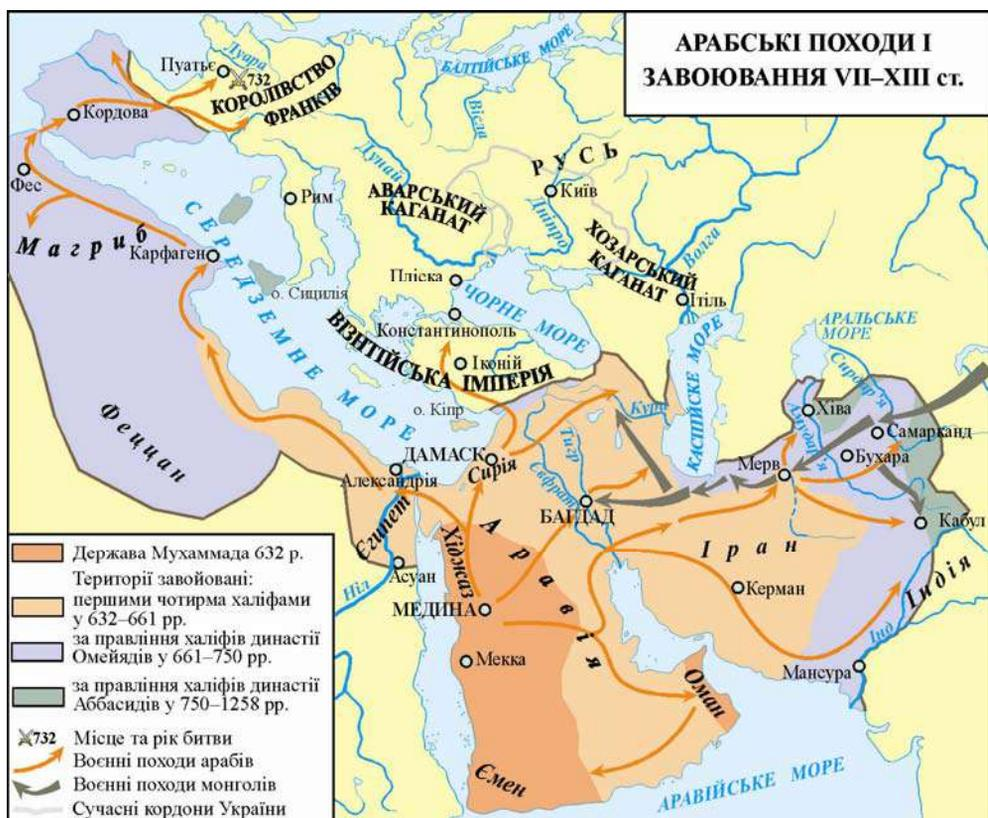 АРАБСЬКІ ПОХОДИ І
ЗАВОЮВАННЯ VII–XIII ст.
БАЛТІЙСЬКЕ МОРЕ
Луара
Пуатьє
732
КОРОЛІВСТВО
ФРАНКІВ
Кордова
Вісла
Дунай
РУСЬ
Київ
Дніпро
АВАРСЬКИЙ
КАГАНАТ
ХОЗАРСЬКИЙ
КАГАНАТ
Волга
Ітіль
Фес
Рим
Магриб
Карфаген
СЕРЕДЗЕМНЕ МОРЕ
о. Сицилія
Пліска
ЧОРНЕ МОРЕ
Константинополь
ВІЗНТІЙСЬКА ІМПЕРІЯ
Іконій
о. Кіпр
КАСПІЙСЬКЕ МОРЕ
АРАЛЬСЬКЕ
МОРЕ
Сирдар'я
Хіва
Амудар'я
Самарканд
Бухара
Мерв
Кабул
Кура
Тигр
Євфрат
Феццан
ДАМАСК
Сирія
Александрія
Єгипет
БАГДАД
Іран
Індія
Хіджаз
Аравія
Асуан
Ніл
МЕДИНА
Керман
Інд
Мансура
Мекка
Оман
Ємен
АРАВІЙСЬКЕ МОРЕ
Держава Мухаммада 632 р.
Території завойовані:
першими чотирма халіфами
у 632–661 рр.
за правління халіфів династії
Омейядів у 661–750 рр.
за правління халіфів династії
Аббасидів у 750–1258 рр.
732 Місце та рік битви
Воєнні походи арабів
Воєнні походи монголів
Сучасні кордони України